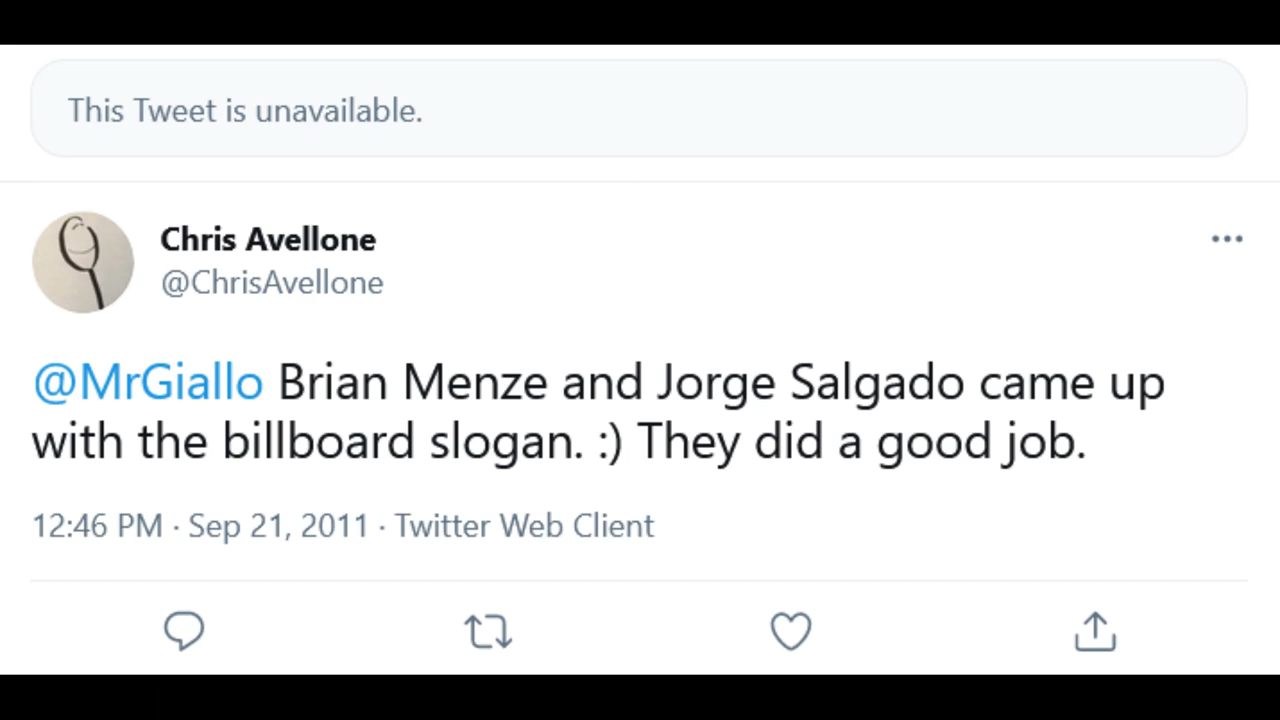 This Tweet is unavailable.
Chris Avellone
@ChrisAvellone
@MrGiallo Brian Menze and Jorge Salgado came up
with the billboard slogan. :) They did a good job.
12:46 PM · Sep 21, 2011 · Twitter Web Client